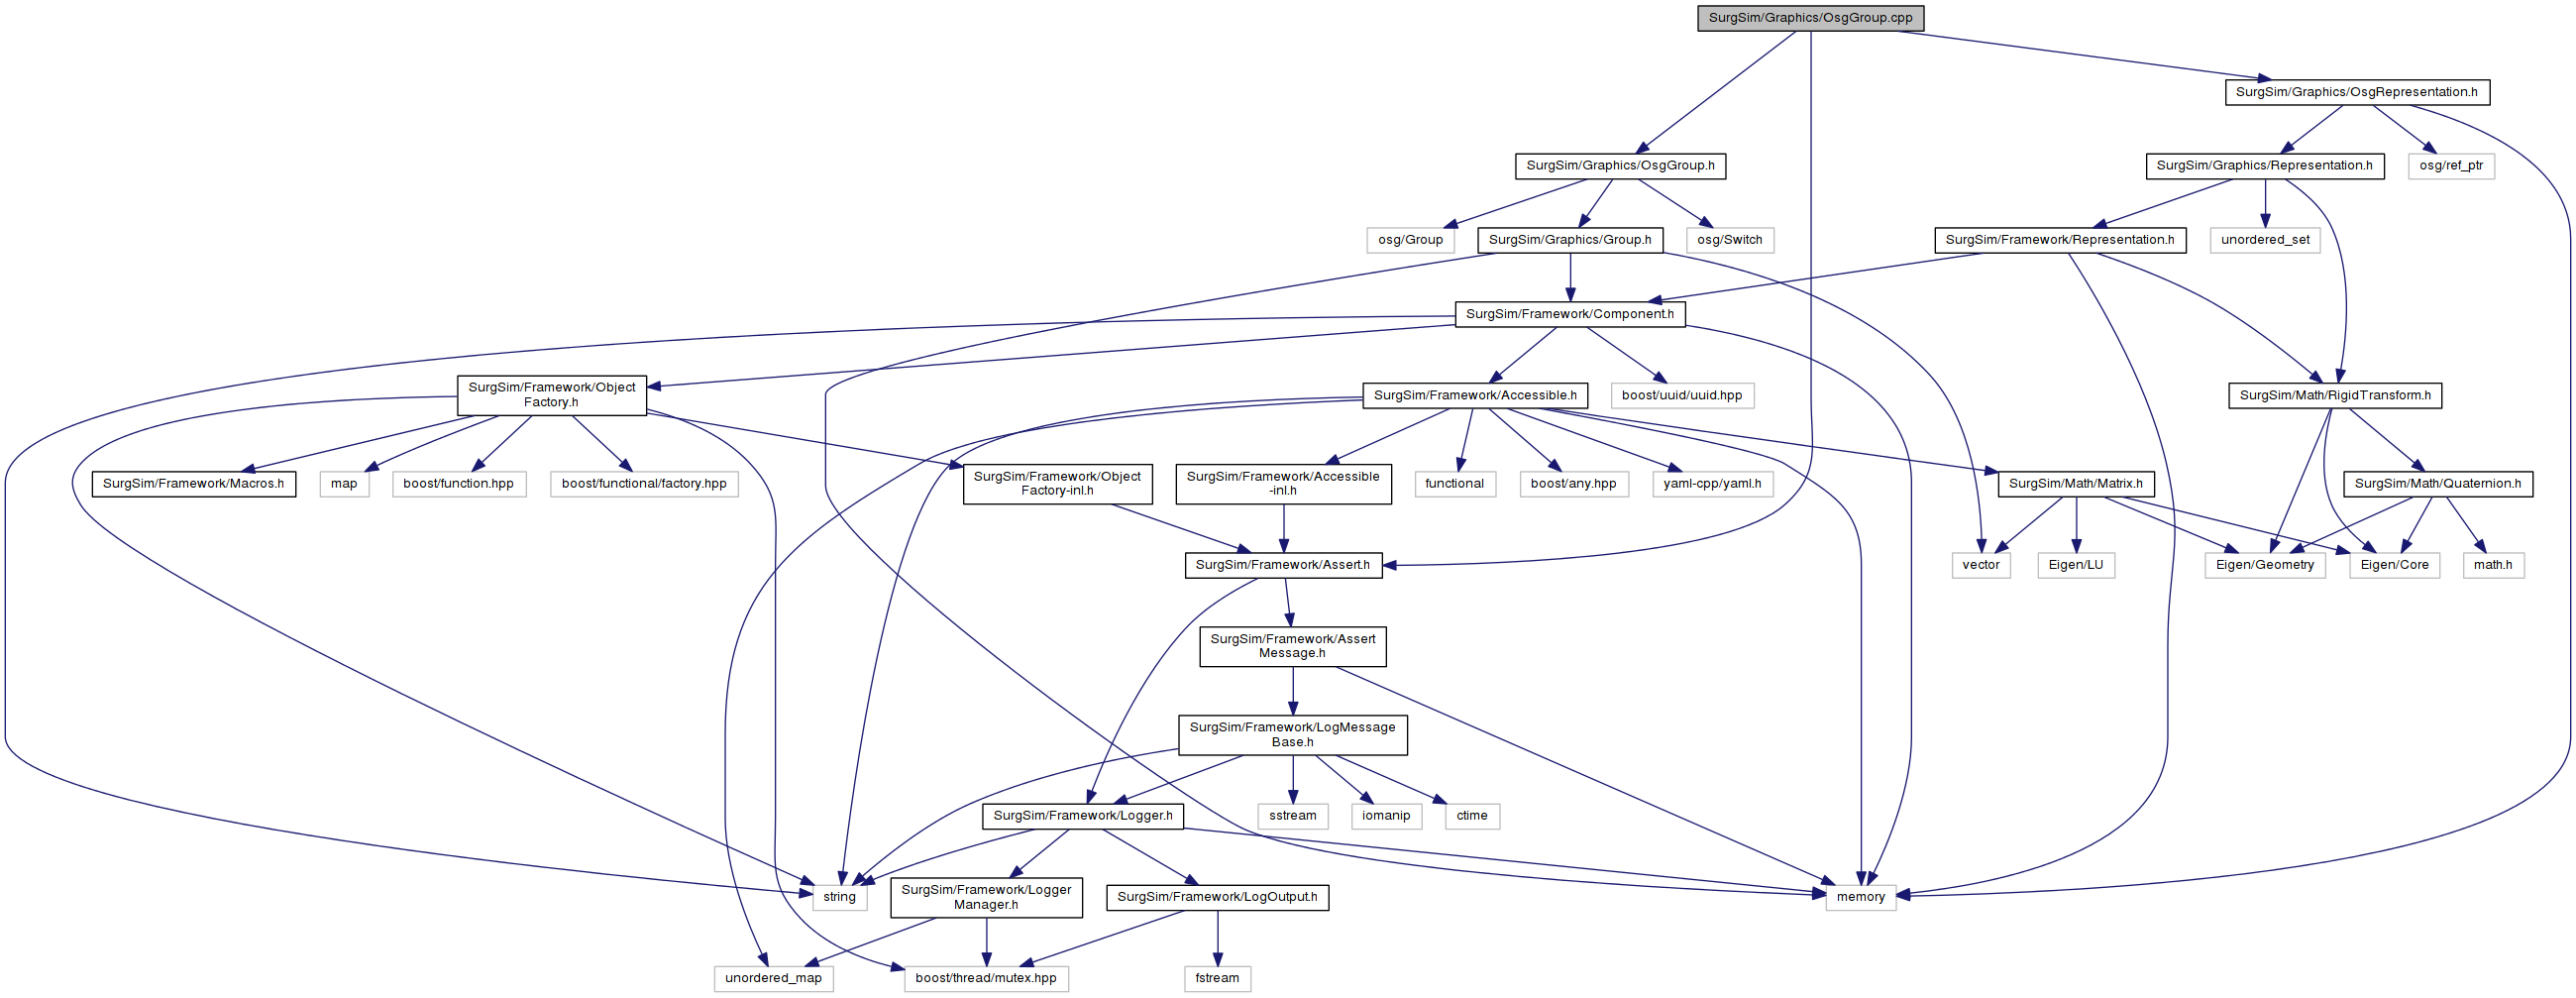 SurgSim/Graphics/OsgGroup.cpp
SurgSim/Graphics/OsgRepresentation.h
SurgSim/Graphics/OsgGroup.h
SurgSim/Graphics/Representation.h
osg/ref_ptr
osg/Group
SurgSim/Graphics/Group.h
osg/Switch
SurgSim/Framework/Representation.h
unordered_set
SurgSim/Framework/Component.h
SurgSim/Framework/Object
Factory.h
SurgSim/Framework/Accessible.h
boost/uuid/uuid.hpp
SurgSim/Math/RigidTransform.h
SurgSim/Framework/Macros.h
map
boost/function.hpp
boost/functional/factory.hpp
SurgSim/Framework/Object
Factory-inl.h
SurgSim/Framework/Accessible
-inl.h
functional
boost/any.hpp
yaml-cpp/yaml.h
SurgSim/Math/Matrix.h
SurgSim/Math/Quaternion.h
SurgSim/Framework/Assert.h
vector
Eigen/LU
Eigen/Geometry
Eigen/Core
math.h
SurgSim/Framework/Assert
Message.h
SurgSim/Framework/LogMessage
Base.h
SurgSim/Framework/Logger.h
sstream
iomanip
ctime
string
SurgSim/Framework/Logger
Manager.h
SurgSim/Framework/LogOutput.h
memory
unordered_map
boost/thread/mutex.hpp
fstream